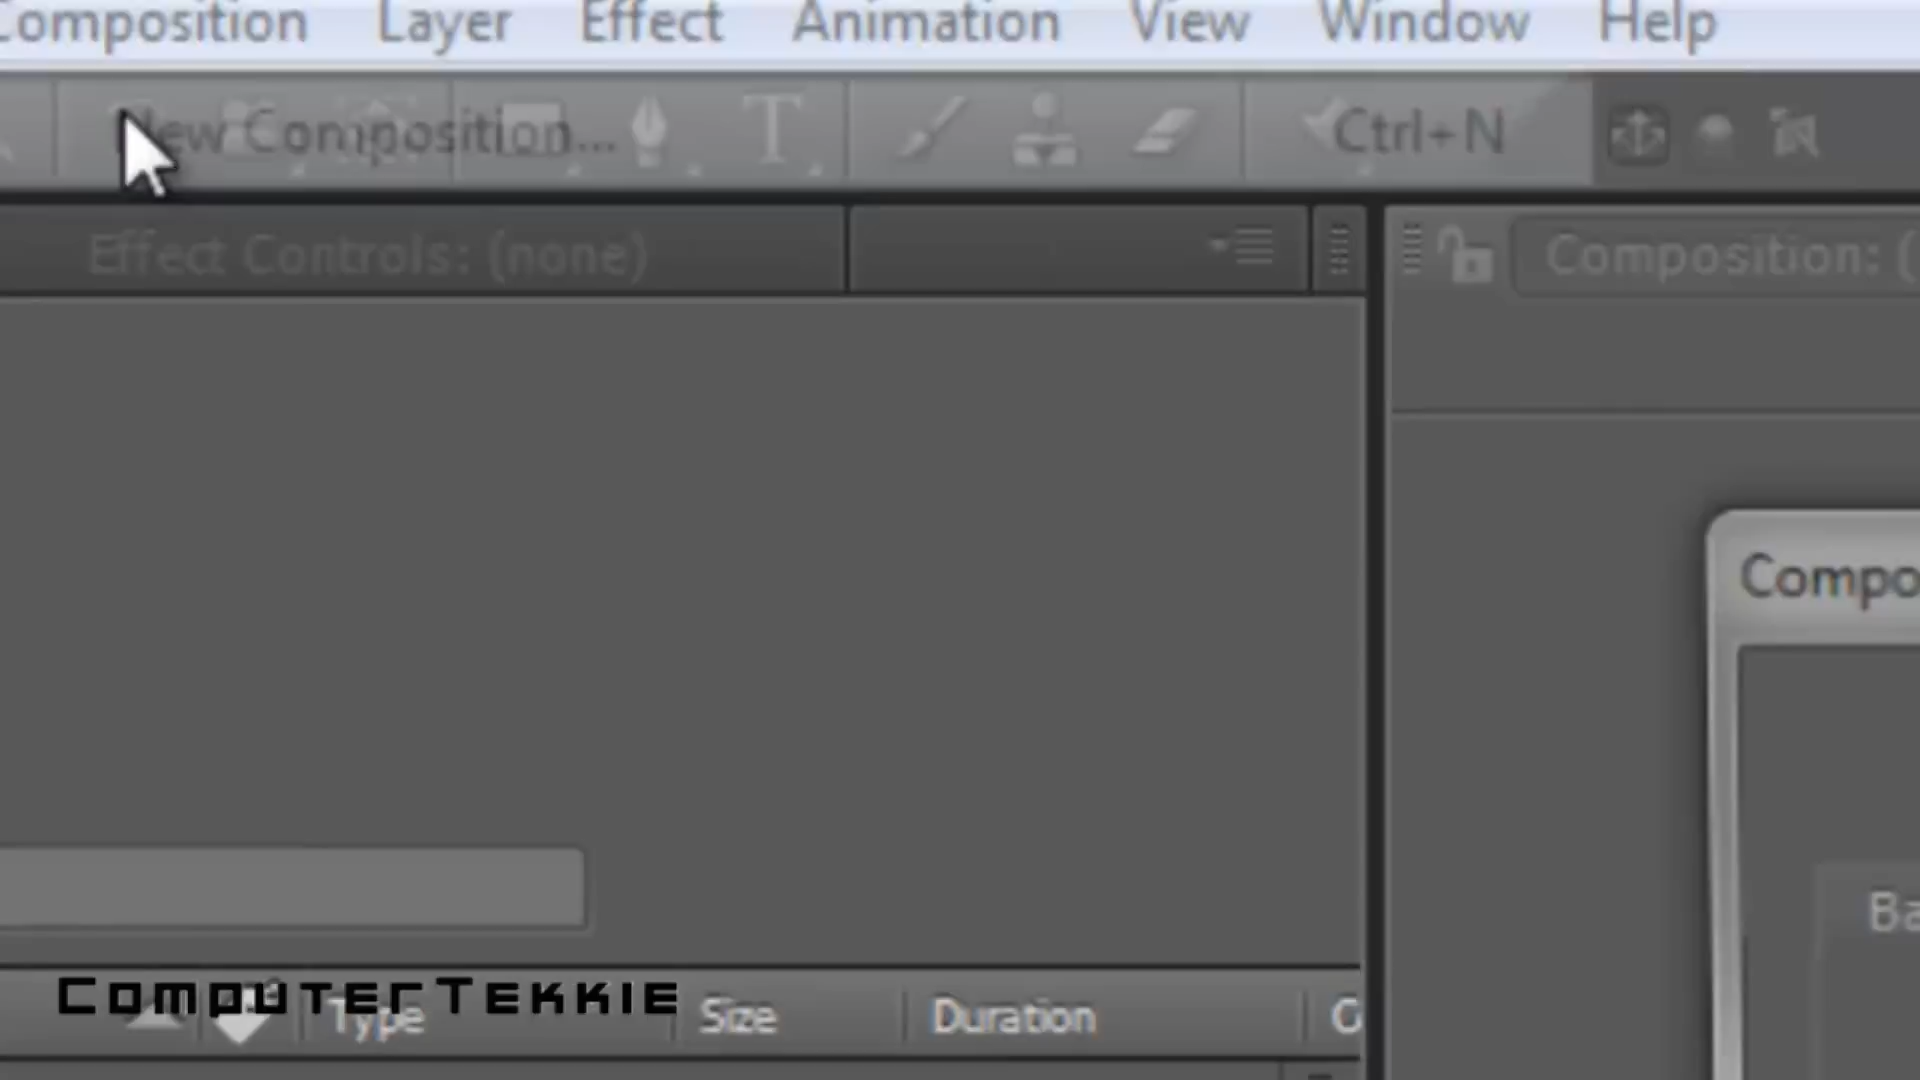 Composition Layer Effect Animation View Window Help
New Composition... Ctrl+N
Effect Controls: (none)
Composition: (
Compo
Ba
ComputerTekkie
Type Size Duration